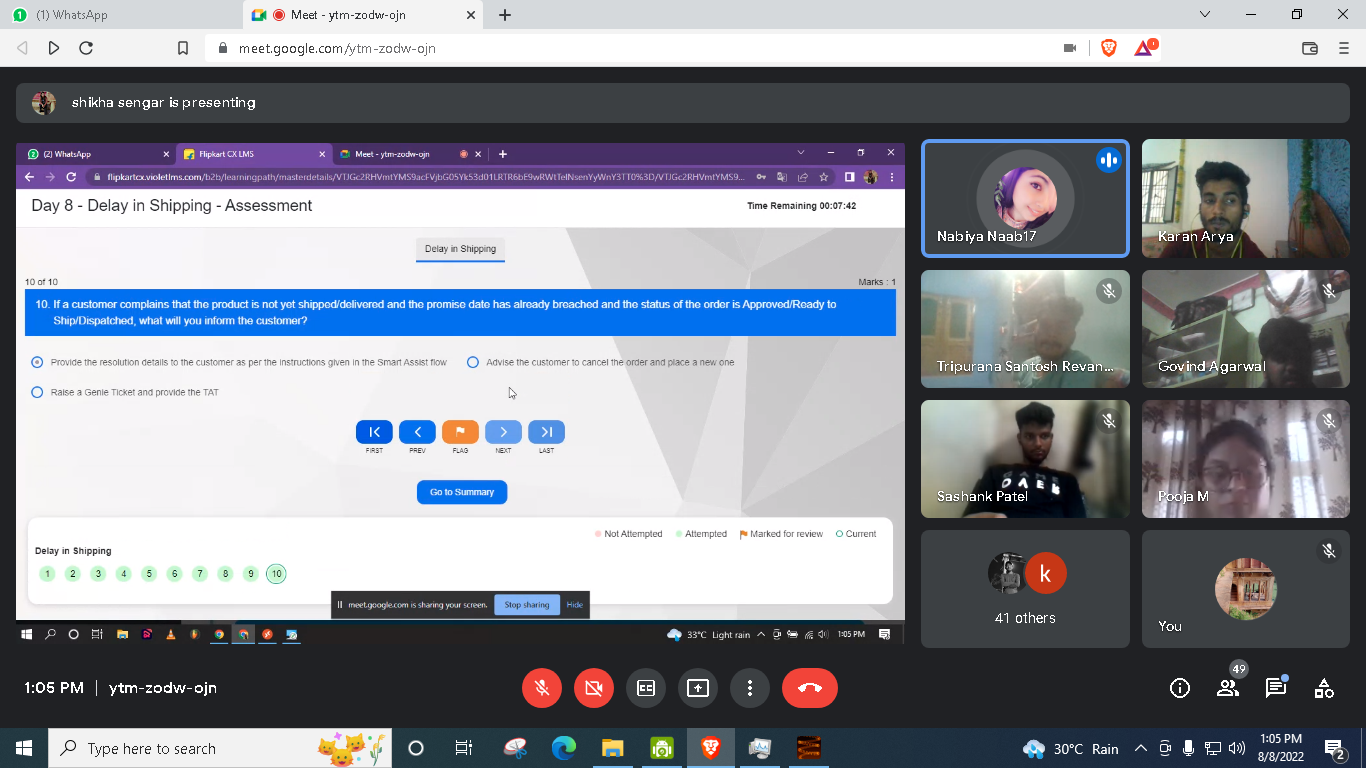 (1) WhatsApp
Meet - ytm-zodw-ojn
meet.google.com/ytm-zodw-ojn
shikha sengar is presenting
(2) WhatsApp
Flipkart CX LMS
Meet - ytm-zodw-ojn
Day 8 - Delay in Shipping - Assessment
Time Remaining 00:07:42
Delay in Shipping
10 of 10
Marks : 1
10. If a customer complains that the product is not yet shipped/delivered and the promise date has already breached and the status of the order is Approved/Ready to
Ship/Dispatched, what will you inform the customer?
Provide the resolution details to the customer as per the instructions given in the Smart Assist flow
Advise the customer to cancel the order and place a new one
Raise a Genie Ticket and provide the TAT
FIRST
PREV
FLAG
NEXT
LAST
Go to Summary
Not Attempted
Attempted
Marked for review
Current
Delay in Shipping
1 2 3 4 5 6 7 8 9 10
meet.google.com is sharing your screen.
Stop sharing
Hide
33°C Light rain
1:05 PM
Nabiya Naab17
Karan Arya
Tripurana Santosh Revan...
Govind Agarwal
Sashank Patel
Pooja M
k
41 others
You
1:05 PM | ytm-zodw-ojn
49
Type here to search
30°C Rain
1:05 PM
8/8/2022
2